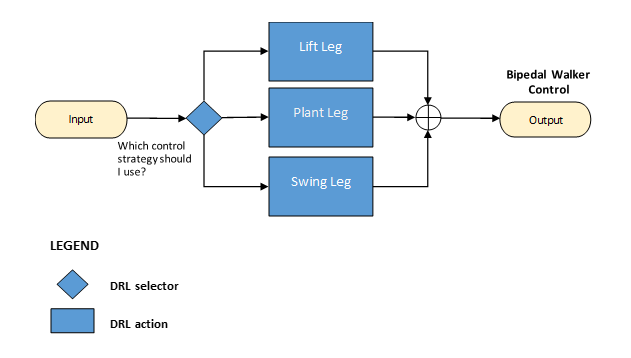 Lift Leg
Bipedal Walker
Control
Plant Leg
Input
Output
Which control
strategy should
I use?
Swing Leg
LEGEND
DRL selector
DRL action